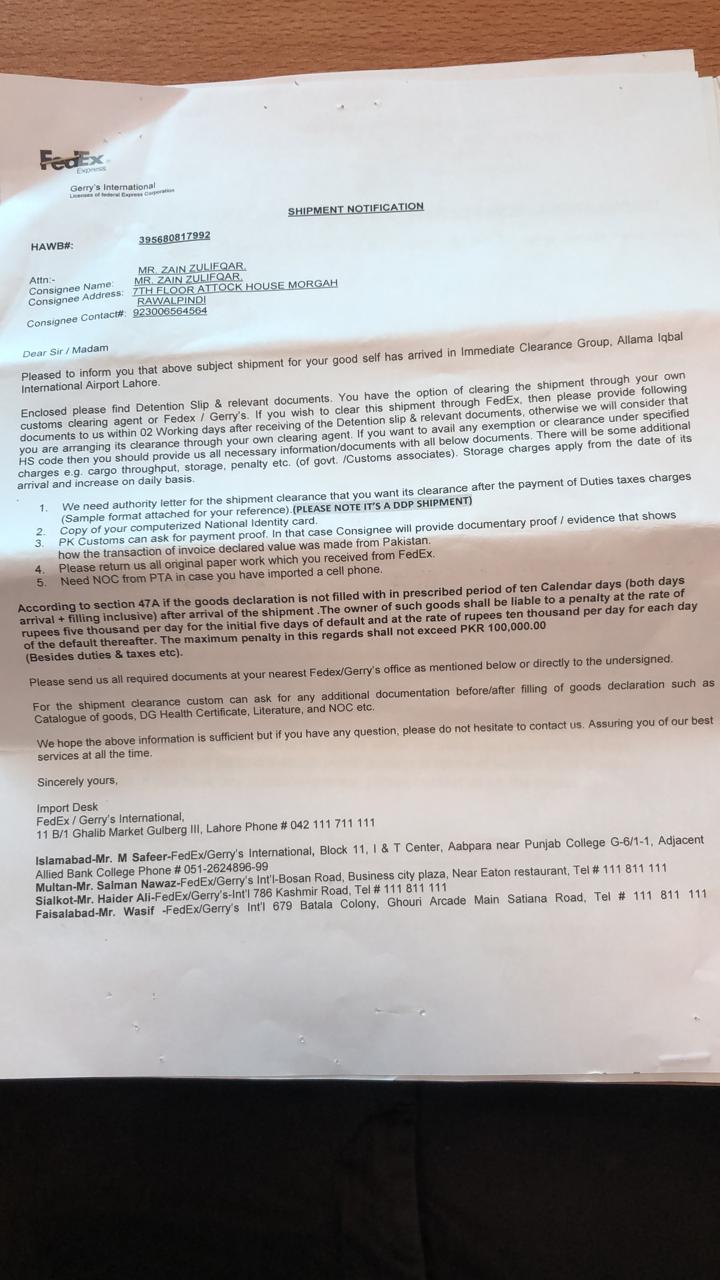 FedEx
Express
Gerry's International
Licenses of federal Express Corporation
SHIPMENT NOTIFICATION
HAWB#: 395680817992
Attn:- MR. ZAIN ZULIFQAR.
Consignee Name: MR. ZAIN ZULIFQAR.
Consignee Address: 7TH FLOOR ATTOCK HOUSE MORGAH
RAWALPINDI
Consignee Contact#: 923006564564
Dear Sir / Madam
Pleased to inform you that above subject shipment for your good self has arrived in Immediate Clearance Group, Allama Iqbal
International Airport Lahore.
Enclosed please find Detention Slip & relevant documents. You have the option of clearing the shipment through your own
customs clearing agent or Fedex / Gerry's. If you wish to clear this shipment through FedEx, then please provide following
documents to us within 02 Working days after receiving of the Detention slip & relevant documents, otherwise we will consider that
you are arranging its clearance through your own clearing agent. If you want to avail any exemption or clearance under specified
HS code then you should provide us all necessary information/documents with all below documents. There will be some additional
charges e.g. cargo throughput, storage, penalty etc. (of govt. /Customs associates). Storage charges apply from the date of its
arrival and increase on daily basis.
1. We need authority letter for the shipment clearance that you want its clearance after the payment of Duties taxes charges
(Sample format attached for your reference).(PLEASE NOTE IT'S A DDP SHIPMENT)
2. Copy of your computerized National Identity card.
3. PK Customs can ask for payment proof. In that case Consignee will provide documentary proof / evidence that shows
how the transaction of invoice declared value was made from Pakistan.
4. Please return us all original paper work which you received from FedEx.
5. Need NOC from PTA in case you have imported a cell phone.
According to section 47A if the goods declaration is not filled with in prescribed period of ten Calendar days (both days
arrival + filling inclusive) after arrival of the shipment .The owner of such goods shall be liable to a penalty at the rate of
rupees five thousand per day for the initial five days of default and at the rate of rupees ten thousand per day for each day
of the default thereafter. The maximum penalty in this regards shall not exceed PKR 100,000.00
(Besides duties & taxes etc).
Please send us all required documents at your nearest Fedex/Gerry's office as mentioned below or directly to the undersigned.
For the shipment clearance custom can ask for any additional documentation before/after filling of goods declaration such as
Catalogue of goods, DG Health Certificate, Literature, and NOC etc.
We hope the above information is sufficient but if you have any question, please do not hesitate to contact us. Assuring you of our best
services at all the time.
Sincerely yours,
Import Desk
FedEx / Gerry's International,
11 B/1 Ghalib Market Gulberg III, Lahore Phone # 042 111 711 111
Islamabad-Mr. M Safeer-FedEx/Gerry's International, Block 11, I & T Center, Aabpara near Punjab College G-6/1-1, Adjacent
Allied Bank College Phone # 051-2624896-99
Multan-Mr. Salman Nawaz-FedEx/Gerry's Int'l-Bosan Road, Business city plaza, Near Eaton restaurant, Tel # 111 811 111
Sialkot-Mr. Haider Ali-FedEx/Gerry's-Int'l 786 Kashmir Road, Tel # 111 811 111
Faisalabad-Mr. Wasif -FedEx/Gerry's Int'l 679 Batala Colony, Ghouri Arcade Main Satiana Road, Tel # 111 811 111